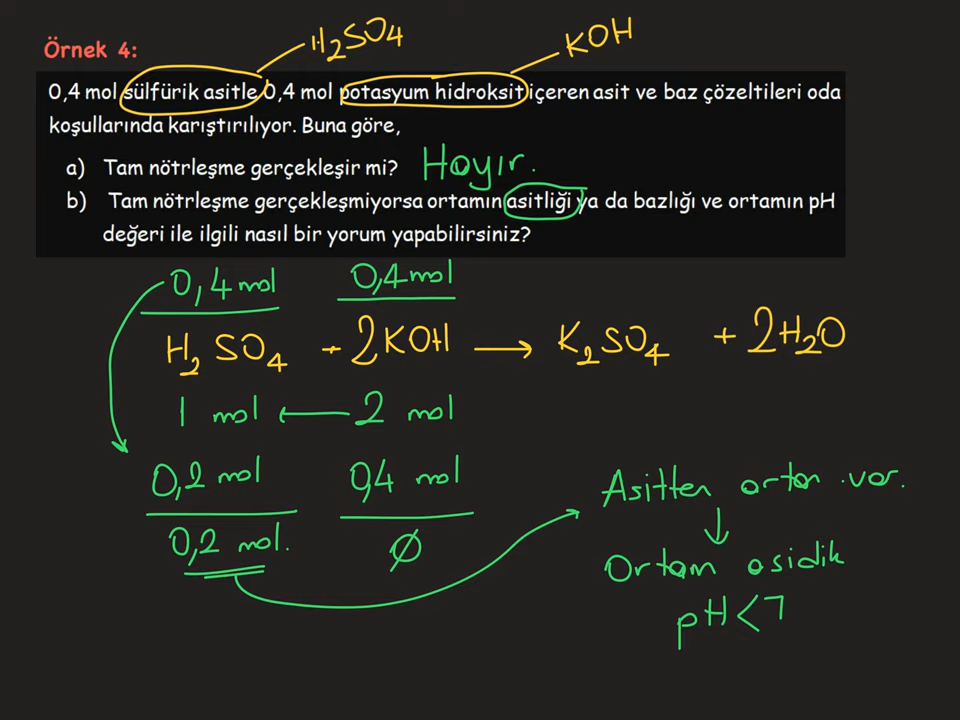 Örnek 4:
H₂SO₄
KOH
0,4 mol sülfürik asitle 0,4 mol potasyum hidroksit içeren asit ve baz çözeltileri oda
koşullarında karıştırılıyor. Buna göre,
a) Tam nötrleşme gerçekleşir mi? Hayır.
b) Tam nötrleşme gerçekleşmiyorsa ortamın asitliği ya da bazlığı ve ortamın pH
değeri ile ilgili nasıl bir yorum yapabilirsiniz?
0,4 mol 0,4 mol
H₂SO₄ + 2KOH → K₂SO₄ + 2H₂O
1 mol ← 2 mol
0,2 mol 0,4 mol
0,2 mol. Ø
Asitten artan var.
↓
Ortam asidik
pH<7